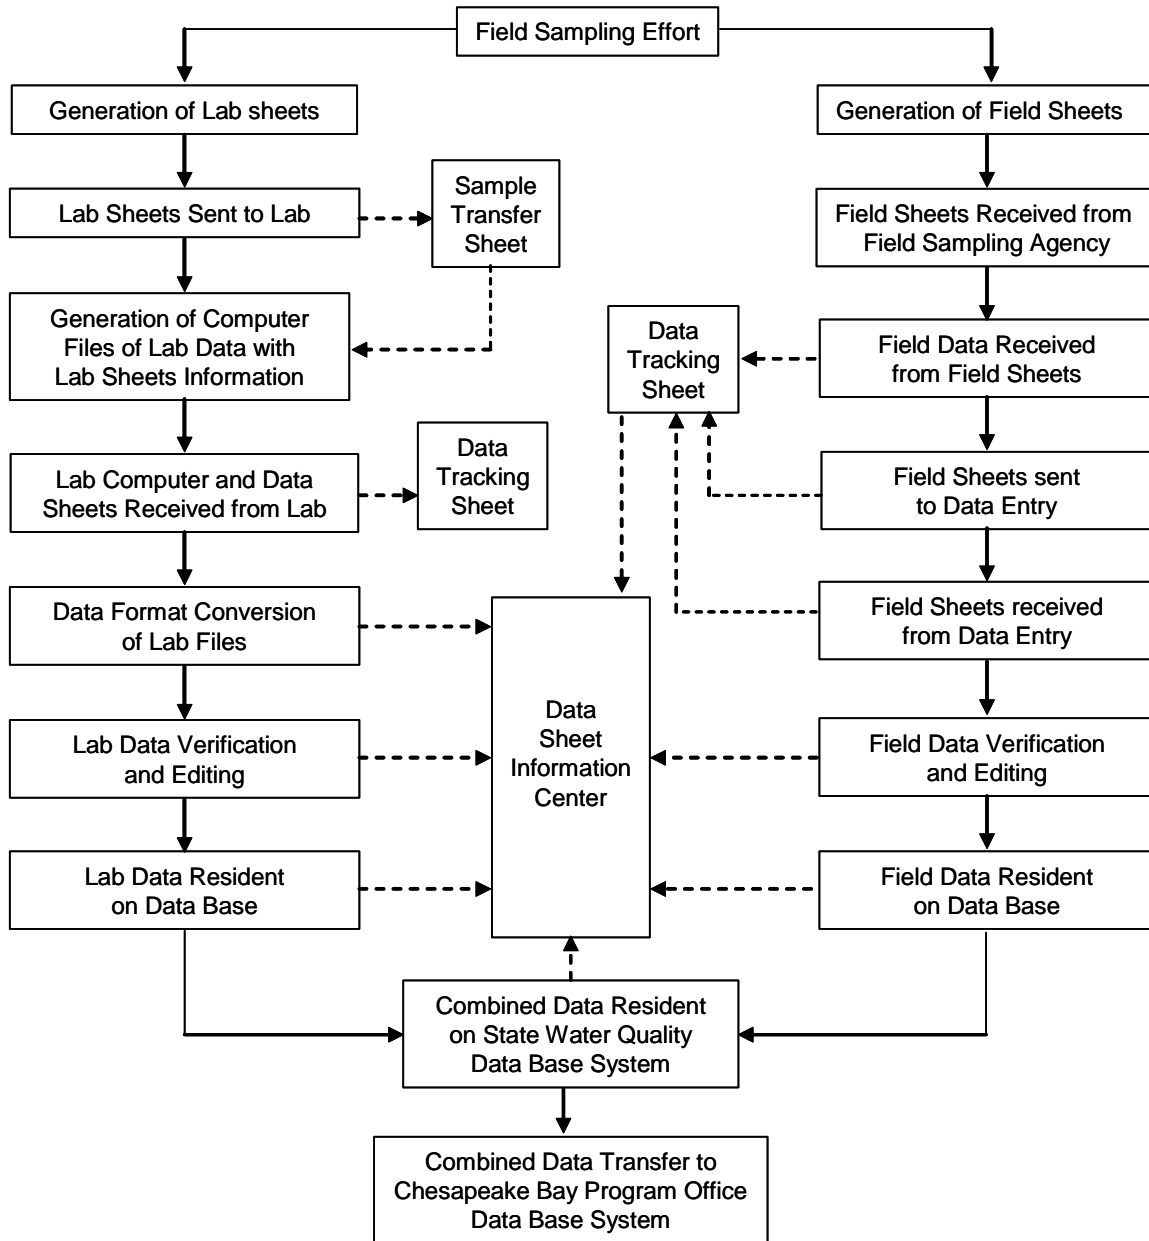 Field Sampling Effort
Generation of Lab sheets
Generation of Field Sheets
Lab Sheets Sent to Lab
Sample
Transfer
Sheet
Field Sheets Received from
Field Sampling Agency
Generation of Computer
Files of Lab Data with
Lab Sheets Information
Data
Tracking
Sheet
Field Data Received
from Field Sheets
Lab Computer and Data
Sheets Received from Lab
Data
Tracking
Sheet
Field Sheets sent
to Data Entry
Data Format Conversion
of Lab Files
Field Sheets received
from Data Entry
Data
Sheet
Information
Center
Lab Data Verification
and Editing
Field Data Verification
and Editing
Lab Data Resident
on Data Base
Field Data Resident
on Data Base
Combined Data Resident
on State Water Quality
Data Base System
Combined Data Transfer to
Chesapeake Bay Program Office
Data Base System